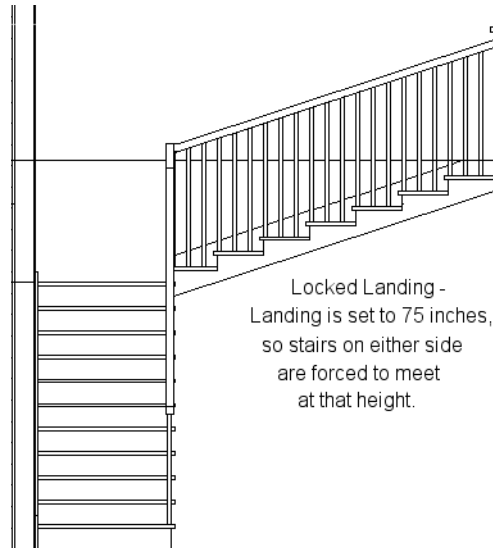 Locked Landing -
Landing is set to 75 inches,
so stairs on either side
are forced to meet
at that height.